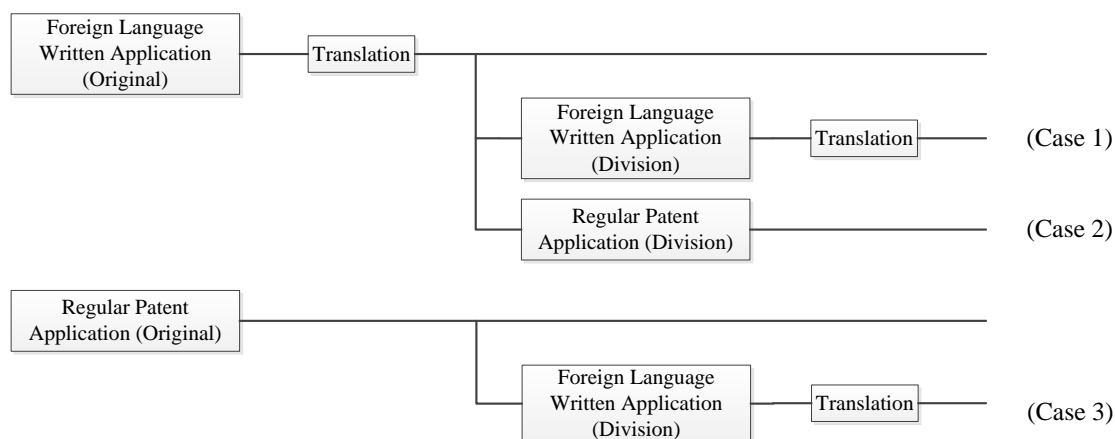 Foreign Language
Written Application
(Original)
Translation
Foreign Language
Written Application
(Division)
Translation
(Case 1)
Regular Patent
Application (Division)
(Case 2)
Regular Patent
Application (Original)
Foreign Language
Written Application
(Division)
Translation
(Case 3)